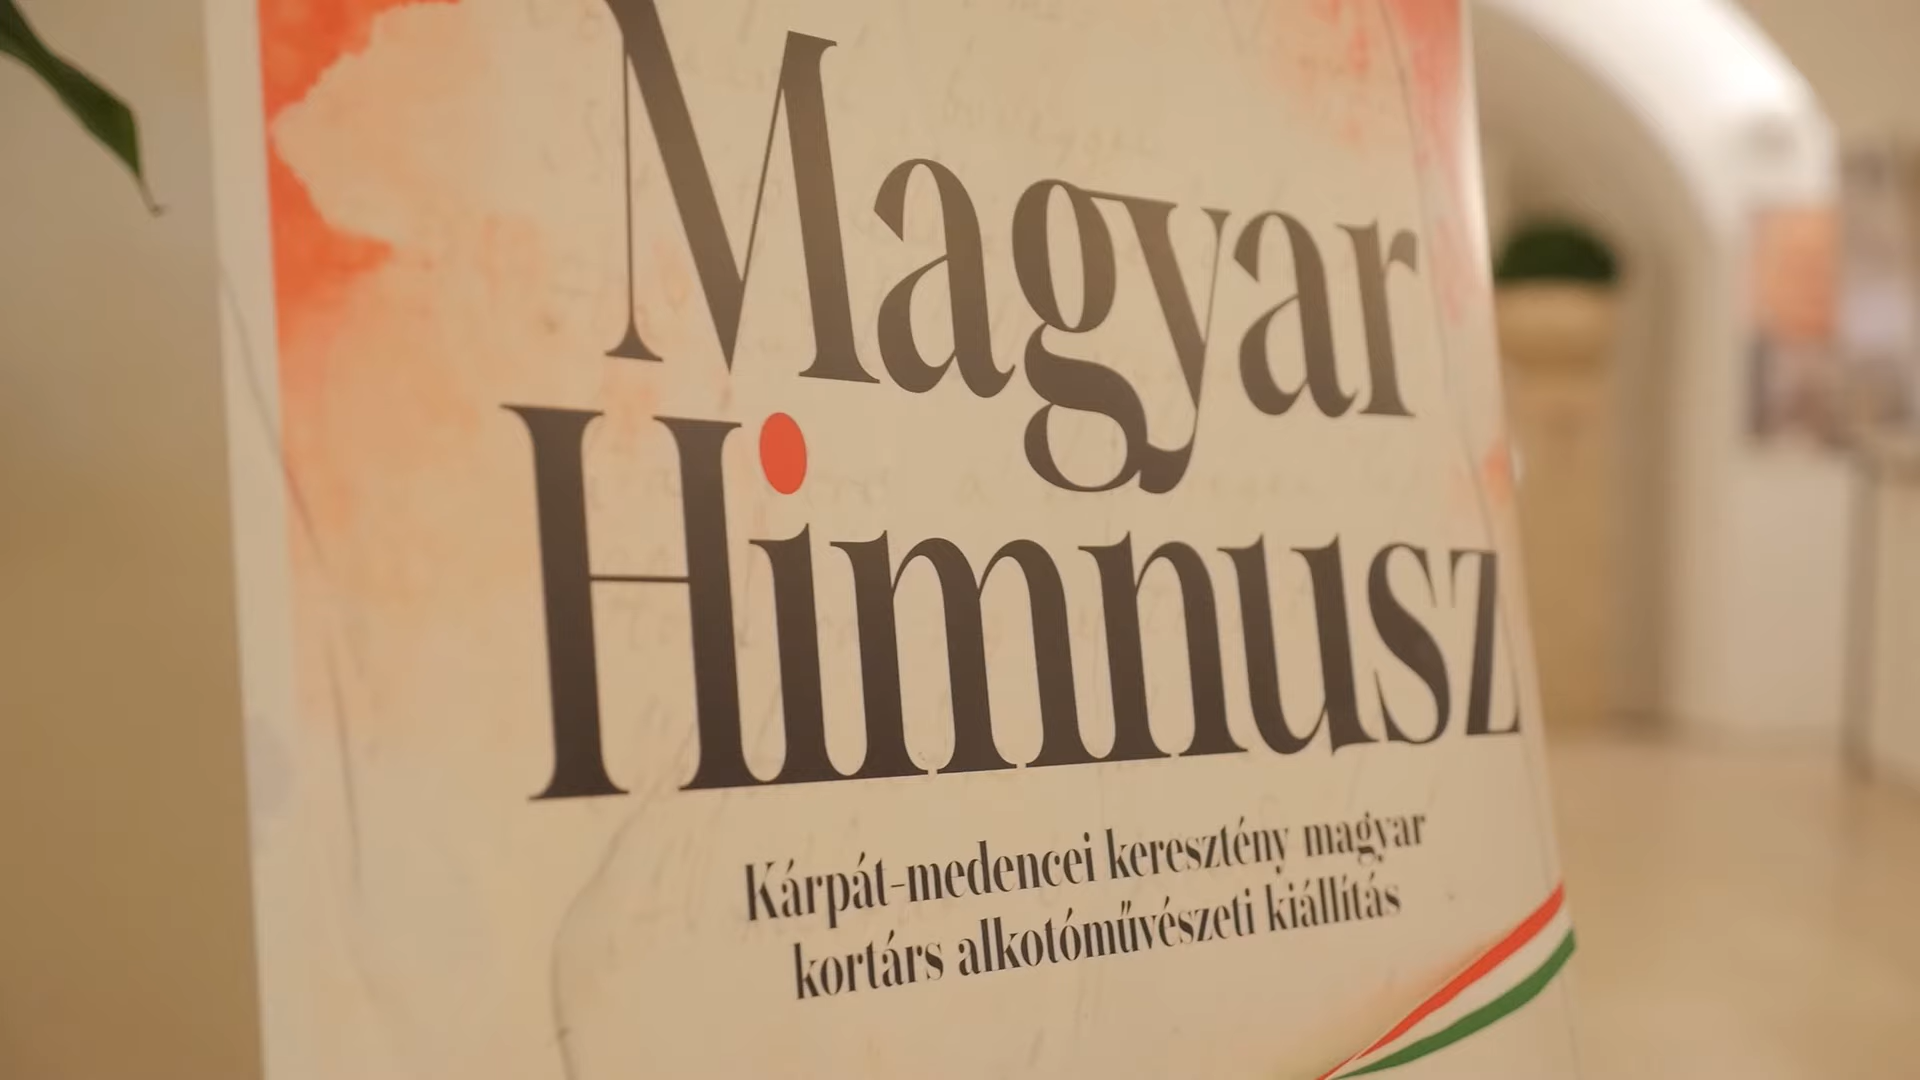 Magyar
Himnusz
Kárpát-medencei keresztény magyar
kortárs alkotóművészeti kiállítás